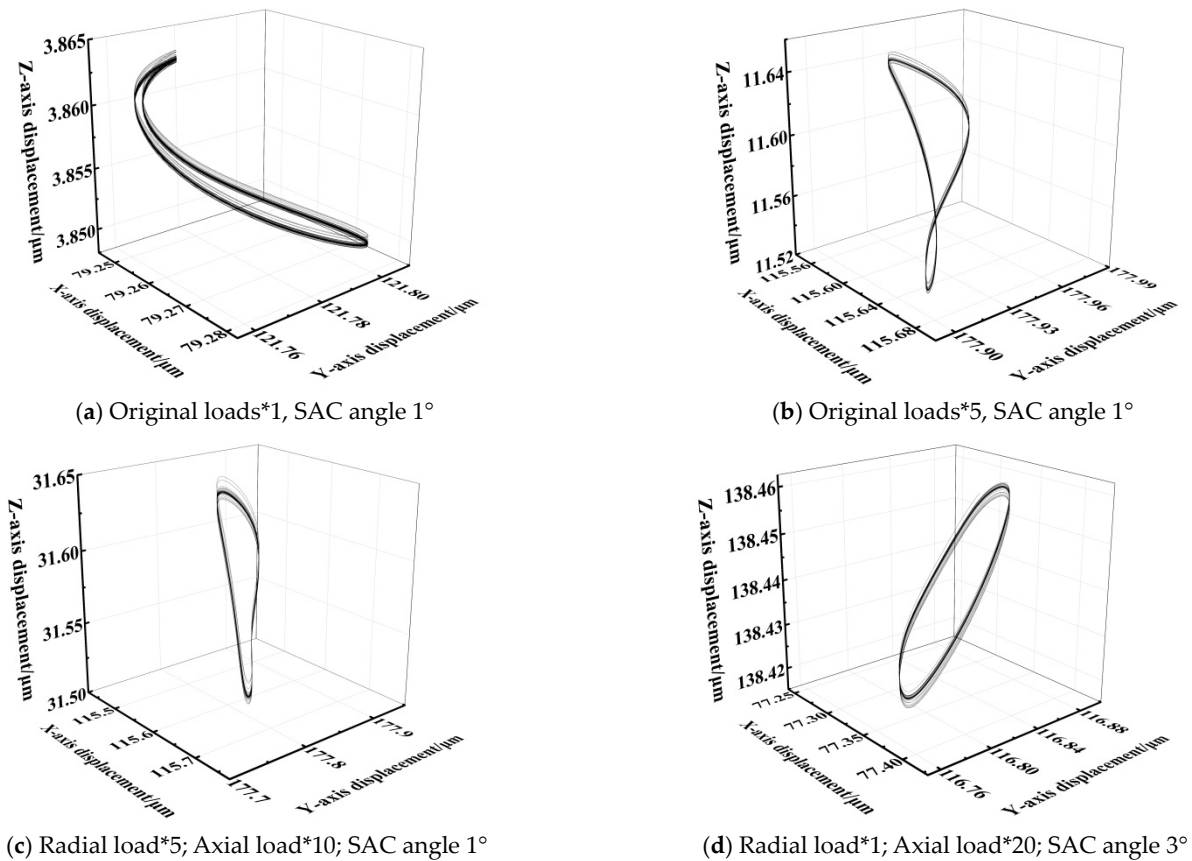 3.865
3.860
3.855
3.850
Z-axis displacement/μm
79.25
79.26
79.27
79.28
X-axis displacement/μm
121.76
121.78
121.80
Y-axis displacement/μm
(a) Original loads*1, SAC angle 1°
11.64
11.60
11.56
11.52
Z-axis displacement/μm
115.56
115.60
115.64
115.68
X-axis displacement/μm
177.90
177.93
177.96
177.99
Y-axis displacement/μm
(b) Original loads*5, SAC angle 1°
31.65
31.60
31.55
31.50
Z-axis displacement/μm
115.5
115.6
115.7
X-axis displacement/μm
177.7
177.8
177.9
Y-axis displacement/μm
(c) Radial load*5; Axial load*10; SAC angle 1°
138.46
138.45
138.44
138.43
138.42
Z-axis displacement/μm
77.25
77.30
77.35
77.40
X-axis displacement/μm
116.76
116.80
116.84
116.88
Y-axis displacement/μm
(d) Radial load*1; Axial load*20; SAC angle 3°